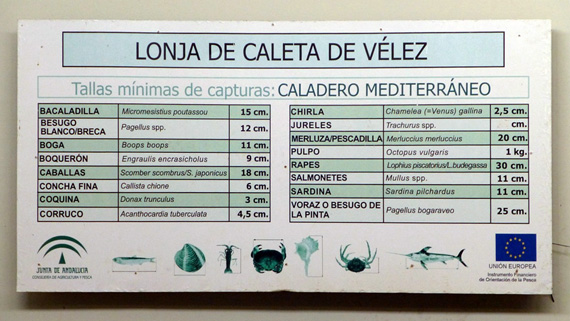 LONJA DE CALETA DE VÉLEZ
Tallas mínimas de capturas: CALADERO MEDITERRÁNEO
BACALADILLA Micromesistius poutassou 15 cm.
BESUGO BLANCO/BRECA Pagellus spp. 12 cm.
BOGA Boops boops 11 cm.
BOQUERÓN Engraulis encrasicholus 9 cm.
CABALLAS Scomber scombrus/S. japonicus 18 cm.
CONCHA FINA Callista chione 6 cm.
COQUINA Donax trunculus 3 cm.
CORRUCO Acanthocardia tuberculata 4,5 cm.
CHIRLA Chamelea (=Venus) gallina 2,5 cm.
JURELES Trachurus spp. cm.
MERLUZA/PESCADILLA Merluccius merluccius 20 cm.
PULPO Octopus vulgaris 1 kg.
RAPES Lophius piscatorius/L.budegassa 30 cm.
SALMONETES Mullus spp. 11 cm.
SARDINA Sardina pilchardus 11 cm.
VORAZ O BESUGO DE LA PINTA Pagellus bogaraveo 25 cm.
JUNTA DE ANDALUCIA
CONSEJERÍA DE AGRICULTURA Y PESCA
UNIÓN EUROPEA
Instrumento Financiero
de Orientación de la Pesca